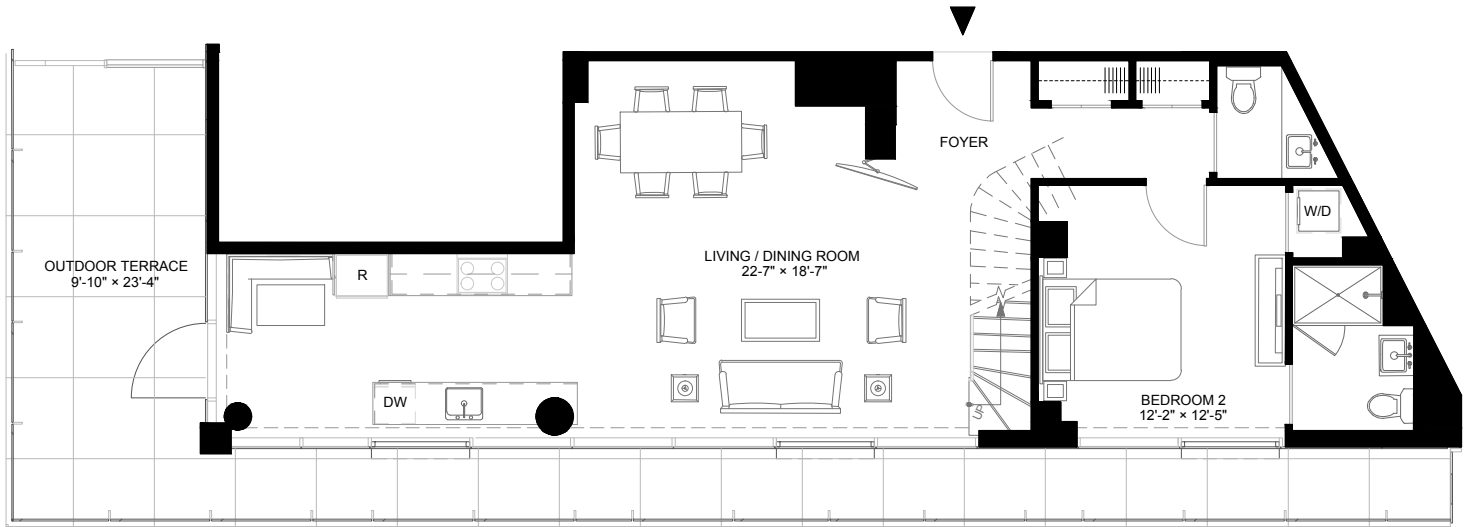 FOYER
W/D
OUTDOOR TERRACE
9'-10" × 23'-4"
R
LIVING / DINING ROOM
22-7" × 18'-7"
DW
UP
BEDROOM 2
12'-2" × 12'-5"